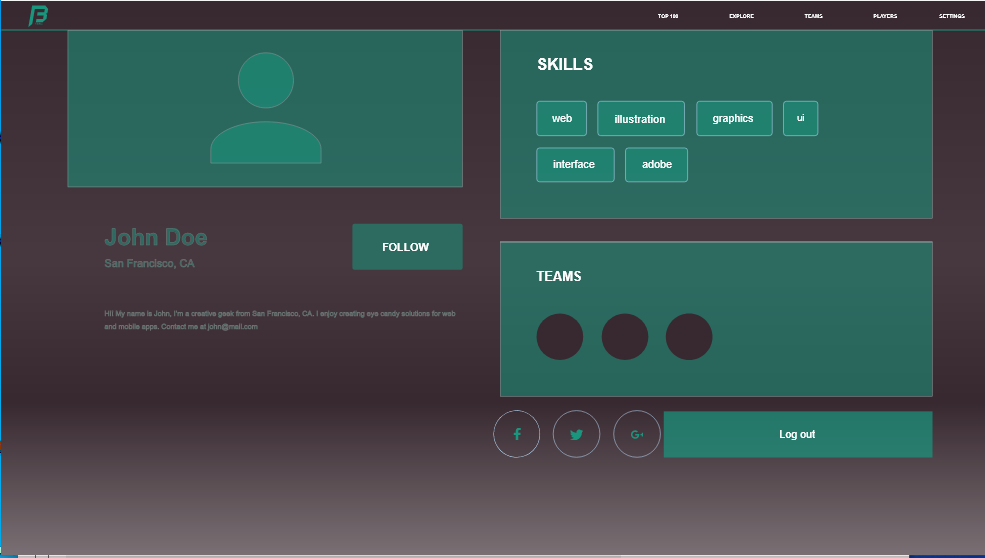 TOP 100 EXPLORE TEAMS PLAYERS SETTINGS
SKILLS
web illustration graphics ui
interface adobe
John Doe
San Francisco, CA
FOLLOW
Hi! My name is John, I'm a creative geek from San Francisco, CA. I enjoy creating eye candy solutions for web
and mobile apps. Contact me at john@mail.com
TEAMS
Log out